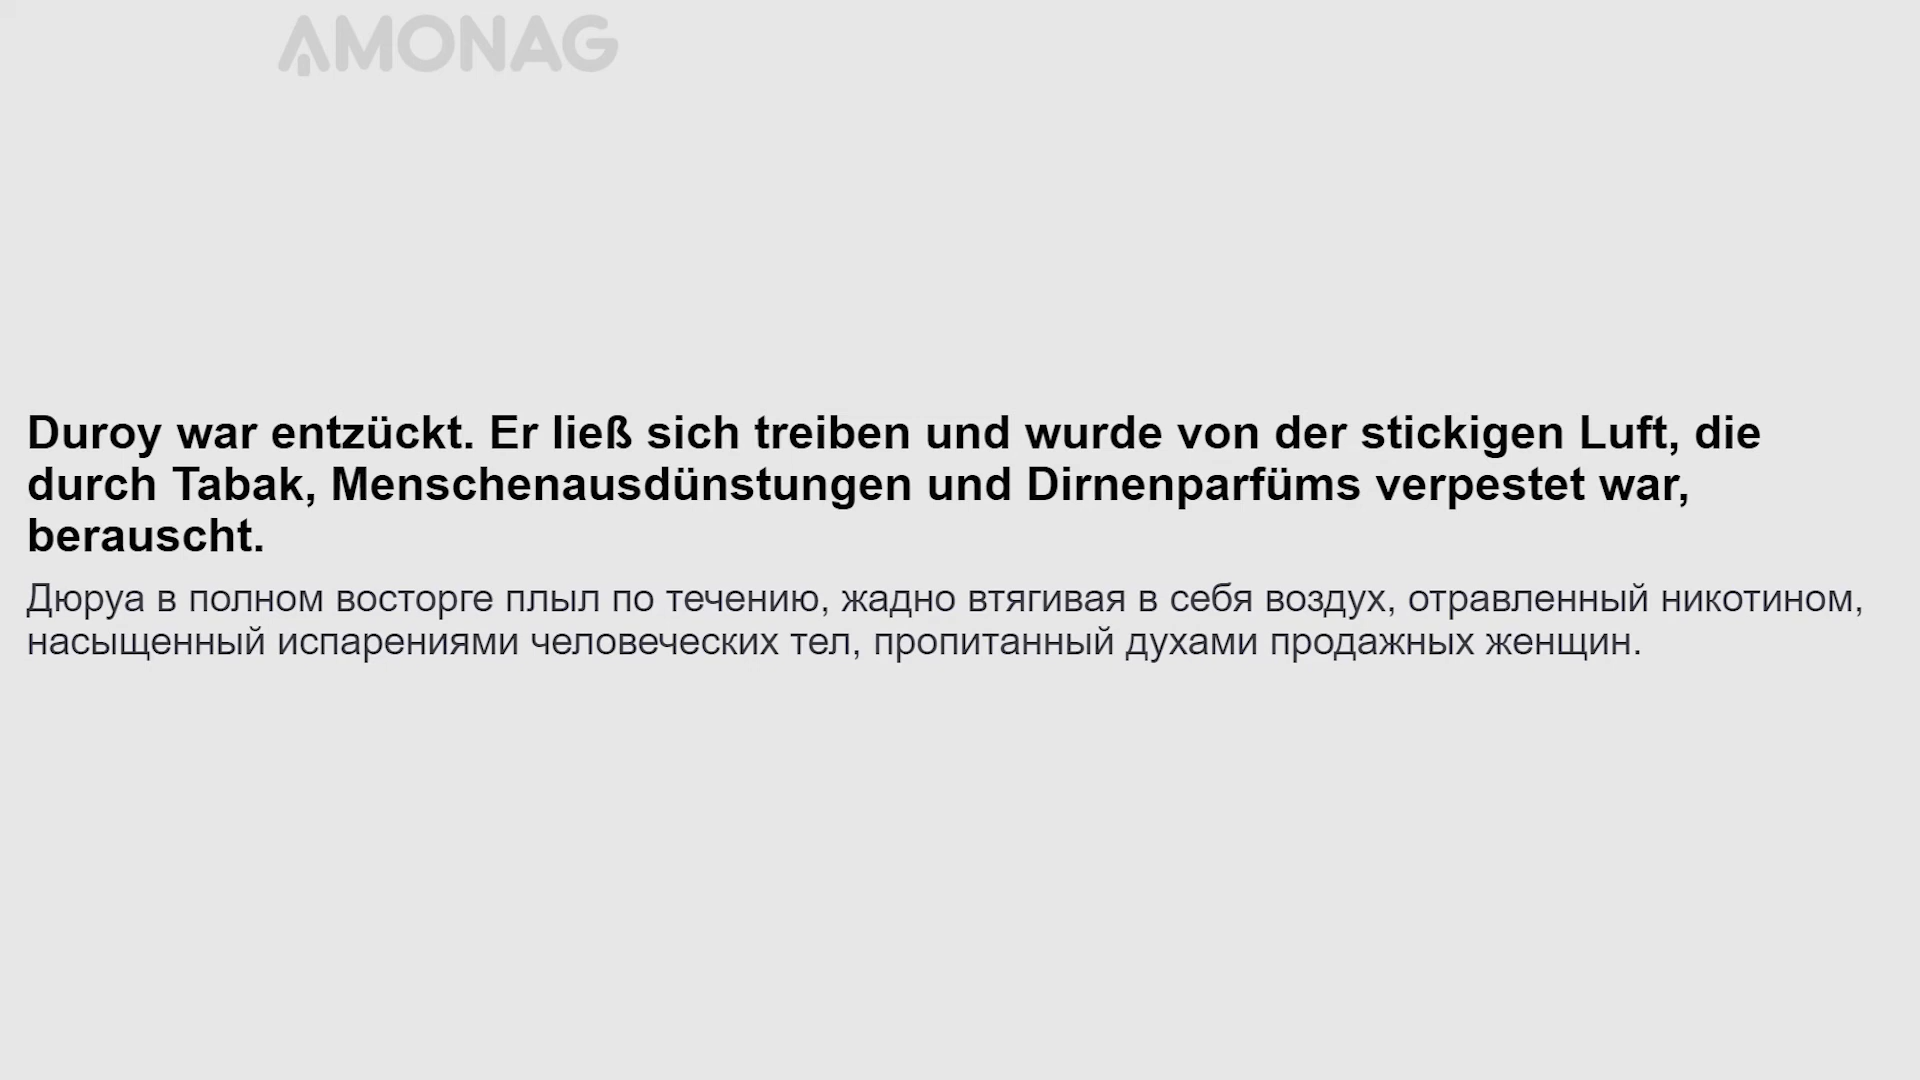 AMONAG
Duroy war entzückt. Er ließ sich treiben und wurde von der stickigen Luft, die
durch Tabak, Menschenausdünstungen und Dirnenparfüms verpestet war,
berauscht.
Дюруа в полном восторге плыл по течению, жадно втягивая в себя воздух, отравленный никотином,
насыщенный испарениями человеческих тел, пропитанный духами продажных женщин.